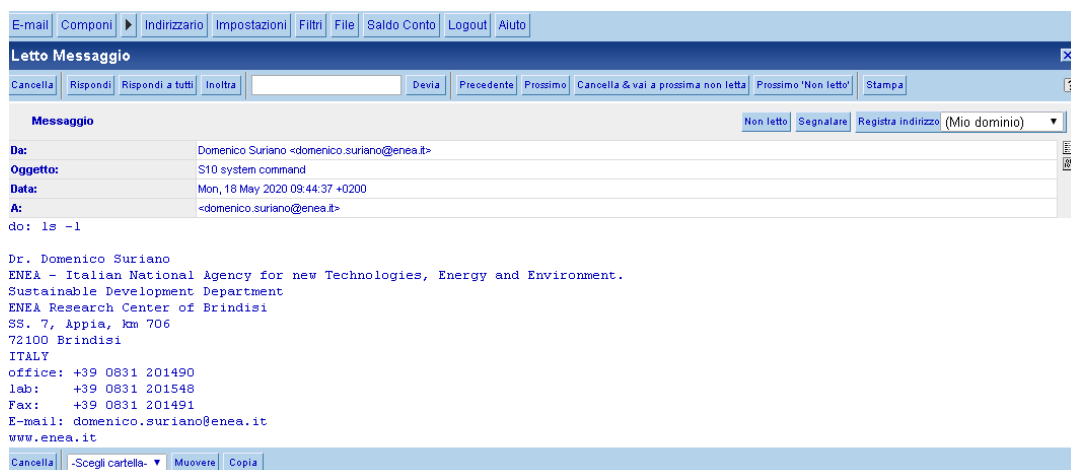 E-mail Componi Indirizzario Impostazioni Filtri File Saldo Conto Logout Aiuto
Letto Messaggio
Cancella Rispondi Rispondi a tutti Inoltra Devia Precedente Prossimo Cancella & vai a prossima non letta Prossimo 'Non letto' Stampa
Messaggio Non letto Segnalare Registra indirizzo (Mio dominio)
Da: Domenico Suriano <domenico.suriano@enea.it>
Oggetto: S10 system command
Data: Mon, 18 May 2020 09:44:37 +0200
A: <domenico.suriano@enea.it>
do: ls -l
Dr. Domenico Suriano
ENEA - Italian National Agency for new Technologies, Energy and Environment.
Sustainable Development Department
ENEA Research Center of Brindisi
SS. 7, Appia, km 706
72100 Brindisi
ITALY
office: +39 0831 201490
lab: +39 0831 201548
Fax: +39 0831 201491
E-mail: domenico.suriano@enea.it
www.enea.it
Cancella -Scegli cartella- Muovere Copia